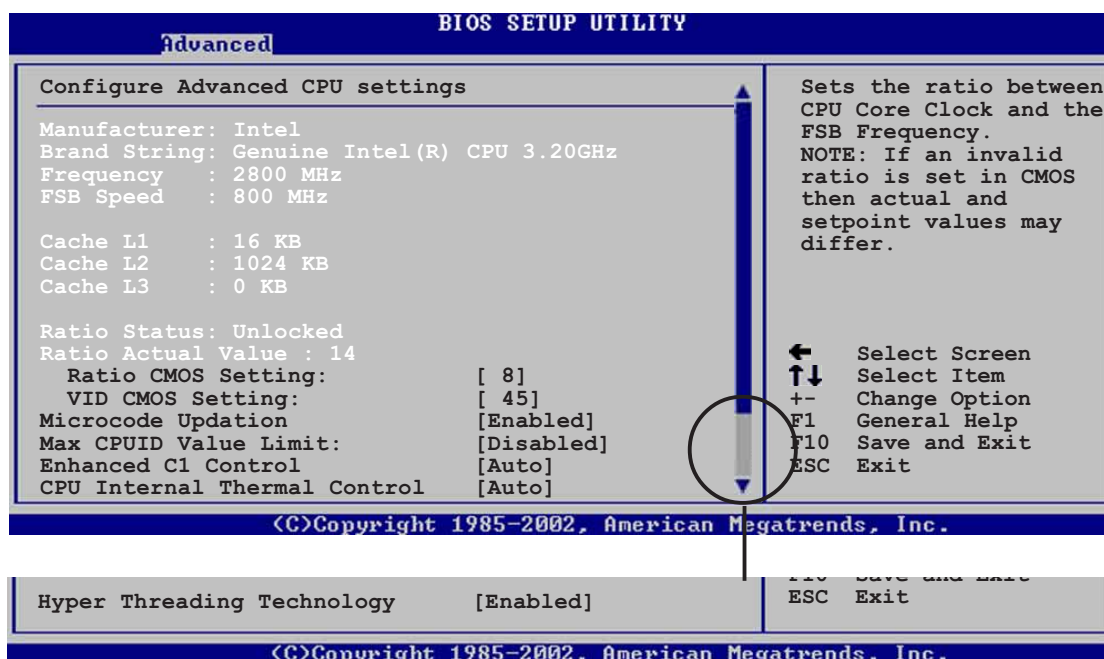 BIOS SETUP UTILITY
Advanced
Configure Advanced CPU settings
Manufacturer: Intel
Brand String: Genuine Intel(R) CPU 3.20GHz
Frequency : 2800 MHz
FSB Speed : 800 MHz
Cache L1 : 16 KB
Cache L2 : 1024 KB
Cache L3 : 0 KB
Ratio Status: Unlocked
Ratio Actual Value : 14
Ratio CMOS Setting: [ 8]
VID CMOS Setting: [ 45]
Microcode Updation [Enabled]
Max CPUID Value Limit: [Disabled]
Enhanced C1 Control [Auto]
CPU Internal Thermal Control [Auto]
Sets the ratio between
CPU Core Clock and the
FSB Frequency.
NOTE: If an invalid
ratio is set in CMOS
then actual and
setpoint values may
differ.
← Select Screen
↑↓ Select Item
+- Change Option
F1 General Help
F10 Save and Exit
ESC Exit
(C)Copyright 1985-2002, American Megatrends, Inc.
F10 Save and Exit
Hyper Threading Technology [Enabled]
ESC Exit
(C)Copyright 1985-2002, American Megatrends, Inc.